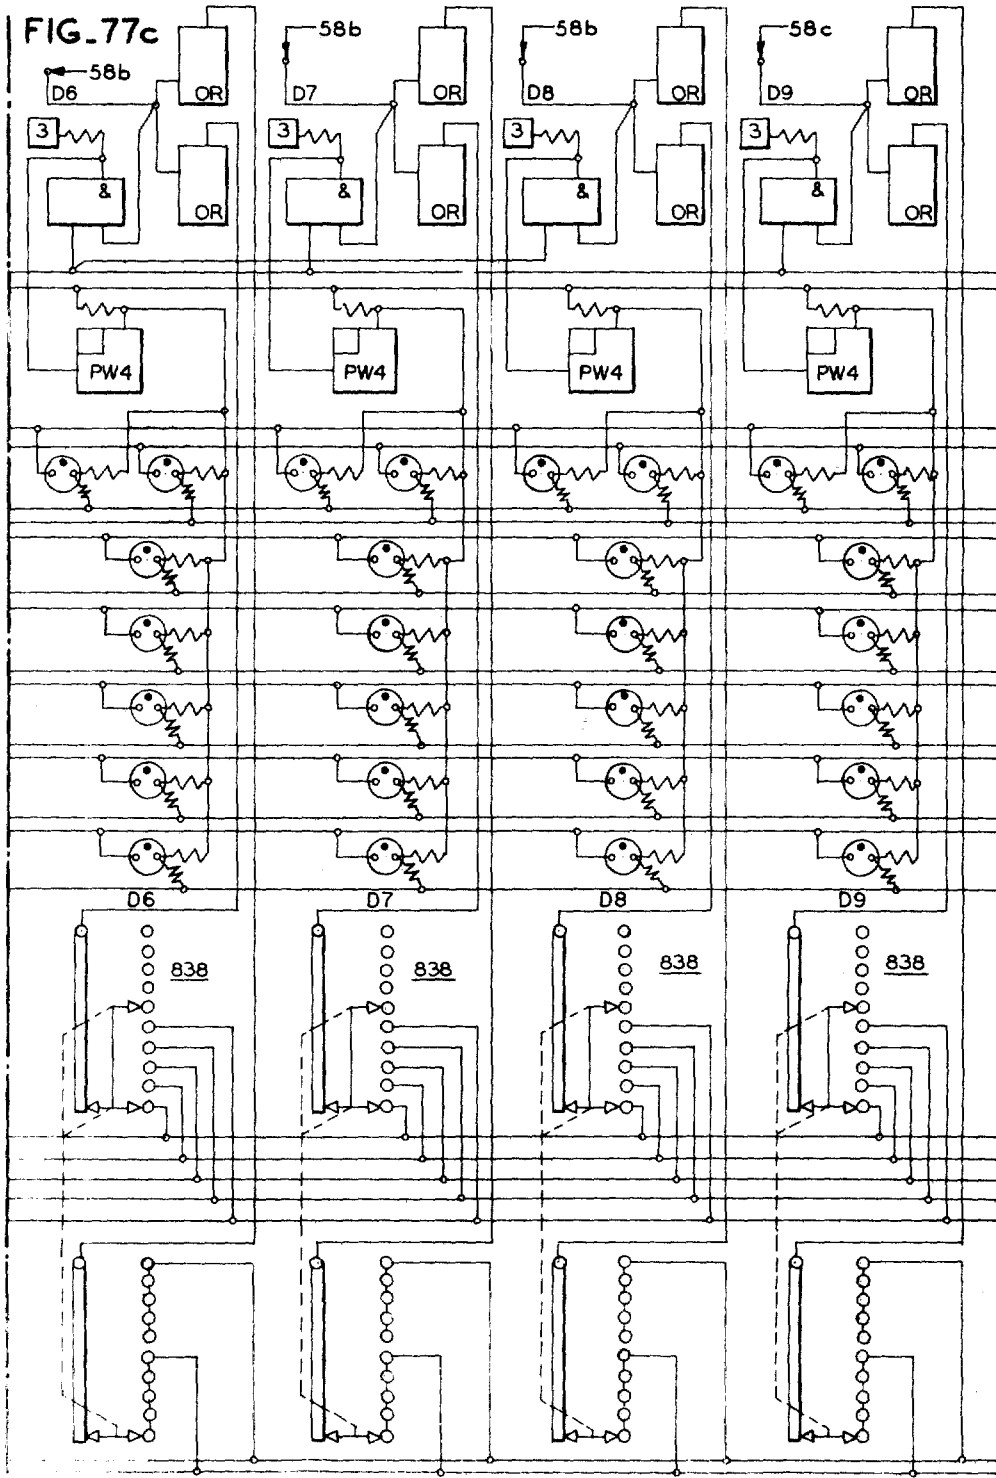 FIG_77c
58b 58b 58b 58c
D6 D7 D8 D9
OR OR OR OR
3 3 3 3
& & & &
OR OR OR OR
PW4 PW4 PW4 PW4
D6 D7 D8 D9
838 838 838 838